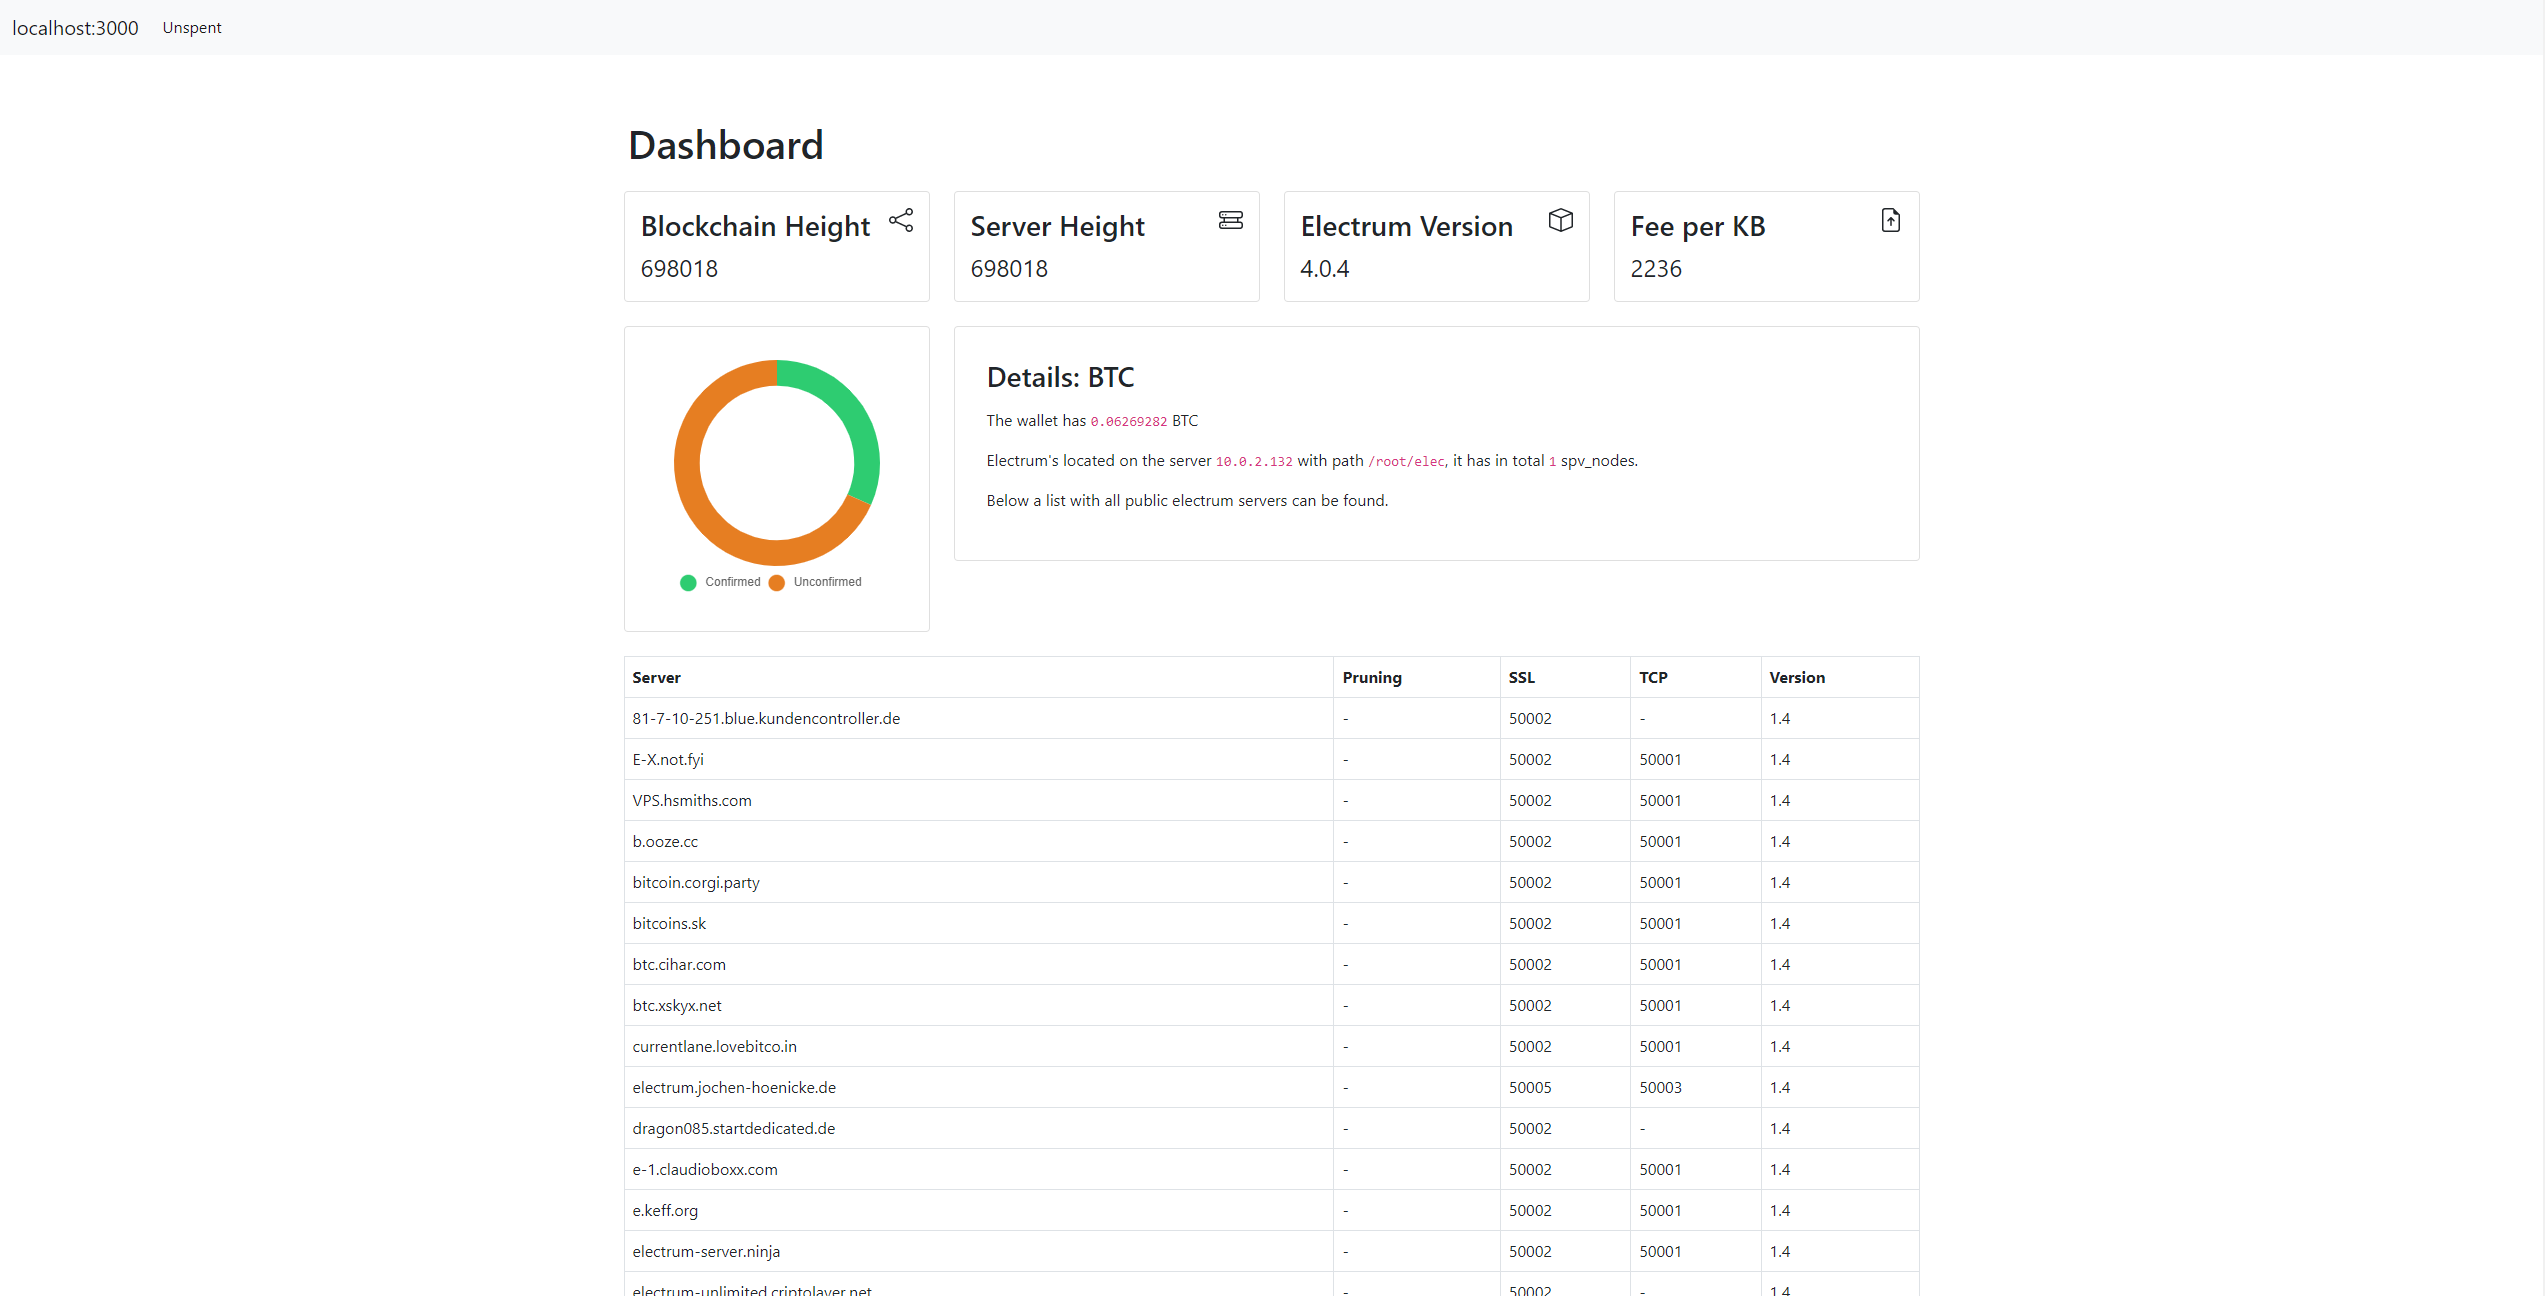 localhost:3000 Unspent
Dashboard
Blockchain Height
698018
Server Height
698018
Electrum Version
4.0.4
Fee per KB
2236
Confirmed Unconfirmed
Details: BTC
The wallet has 0.06269282 BTC
Electrum's located on the server 10.0.2.132 with path /root/elec, it has in total 1 spv_nodes.
Below a list with all public electrum servers can be found.
Server Pruning SSL TCP Version
81-7-10-251.blue.kundencontroller.de - 50002 - 1.4
E-X.not.fyi - 50002 50001 1.4
VPS.hsmiths.com - 50002 50001 1.4
b.ooze.cc - 50002 50001 1.4
bitcoin.corgi.party - 50002 50001 1.4
bitcoins.sk - 50002 50001 1.4
btc.cihar.com - 50002 50001 1.4
btc.xskyx.net - 50002 50001 1.4
currentlane.lovebitco.in - 50002 50001 1.4
electrum.jochen-hoenicke.de - 50005 50003 1.4
dragon085.startdedicated.de - 50002 - 1.4
e-1.claudioboxx.com - 50002 50001 1.4
e.keff.org - 50002 50001 1.4
electrum-server.ninja - 50002 50001 1.4
electrum-unlimited.criptolayer.net - 50002 - 1.4